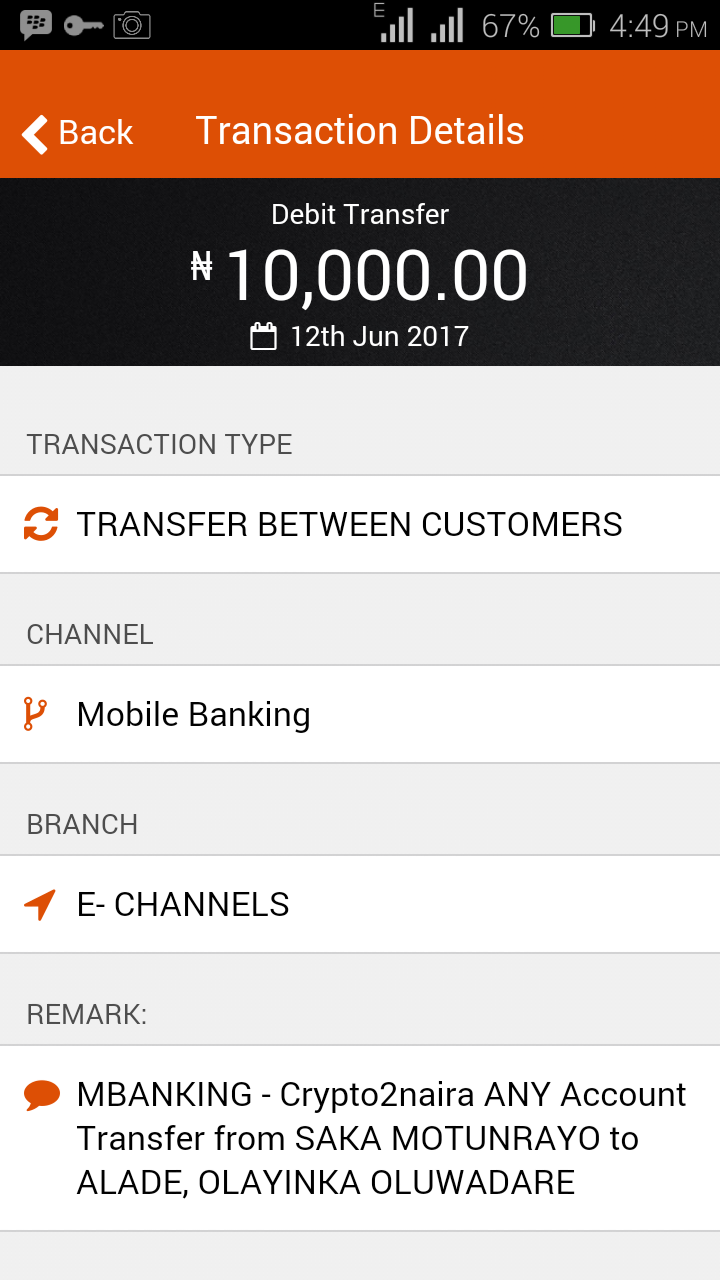 E 67% 4:49 PM
Back Transaction Details
Debit Transfer
₦10,000.00
12th Jun 2017
TRANSACTION TYPE
TRANSFER BETWEEN CUSTOMERS
CHANNEL
Mobile Banking
BRANCH
E- CHANNELS
REMARK:
MBANKING - Crypto2naira ANY Account
Transfer from SAKA MOTUNRAYO to
ALADE, OLAYINKA OLUWADARE